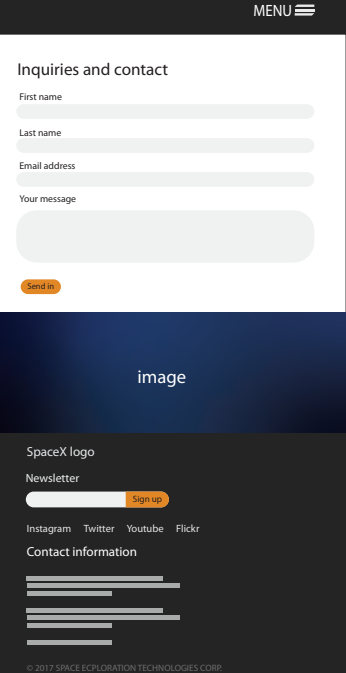 MENU
Inquiries and contact
First name
Last name
Email address
Your message
Send in
image
SpaceX logo
Newsletter
Sign up
Instagram Twitter Youtube Flickr
Contact information
© 2017 SPACE ECPLORATION TECHNOLOGIES CORP.